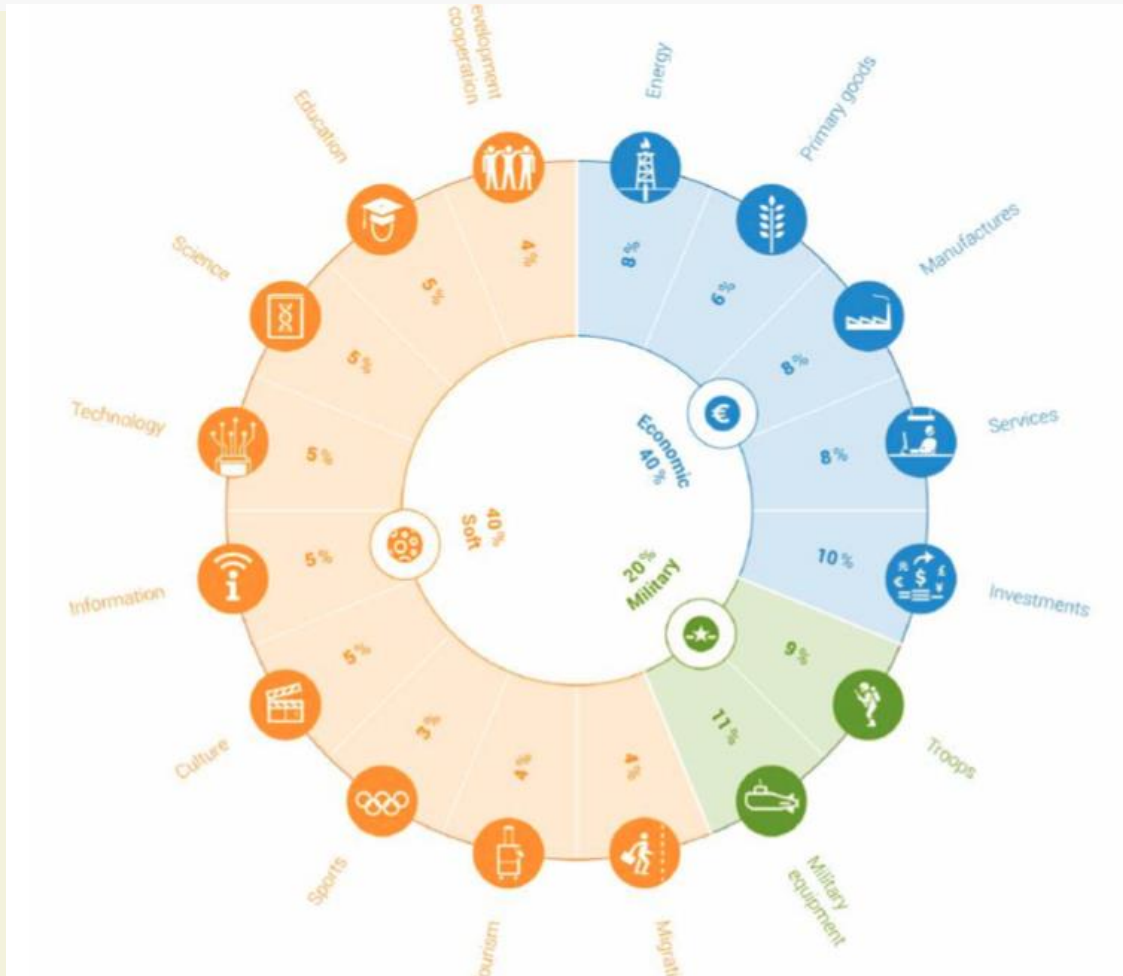 Energy
8%
Primary goods
6%
Manufactures
8%
Services
8%
Investments
10%
Economic
40%
Troops
9%
Military
equipment
11%
20%
Military
Migrati
4%
ourism
4%
Sports
3%
Culture
5%
Information
5%
Technology
5%
Science
5%
Education
5%
evelopment
cooperation
4%
40%
Soft
€
i
元 $ £
€ ¥